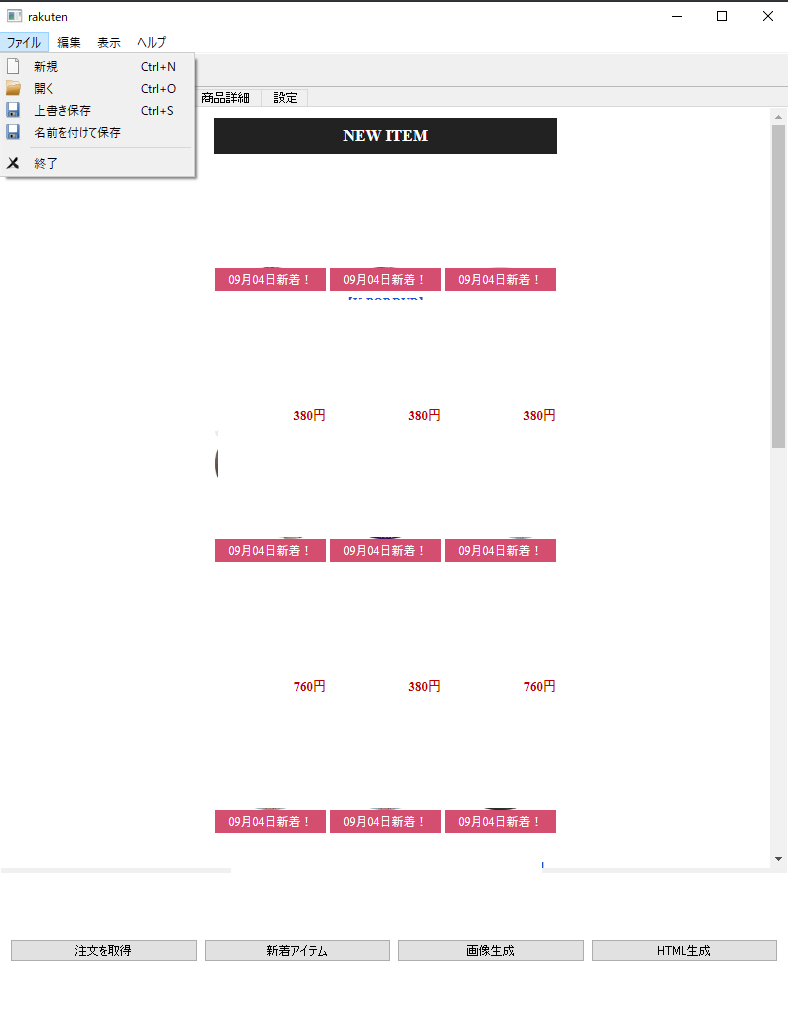 rakuten
ファイル 編集 表示 ヘルプ
新規 Ctrl+N
開く Ctrl+O
上書き保存 Ctrl+S
名前を付けて保存
終了
商品詳細 設定
NEW ITEM
09月04日新着！ 09月04日新着！ 09月04日新着！
380円 380円 380円
09月04日新着！ 09月04日新着！ 09月04日新着！
760円 380円 760円
09月04日新着！ 09月04日新着！ 09月04日新着！
注文を取得 新着アイテム 画像生成 HTML生成